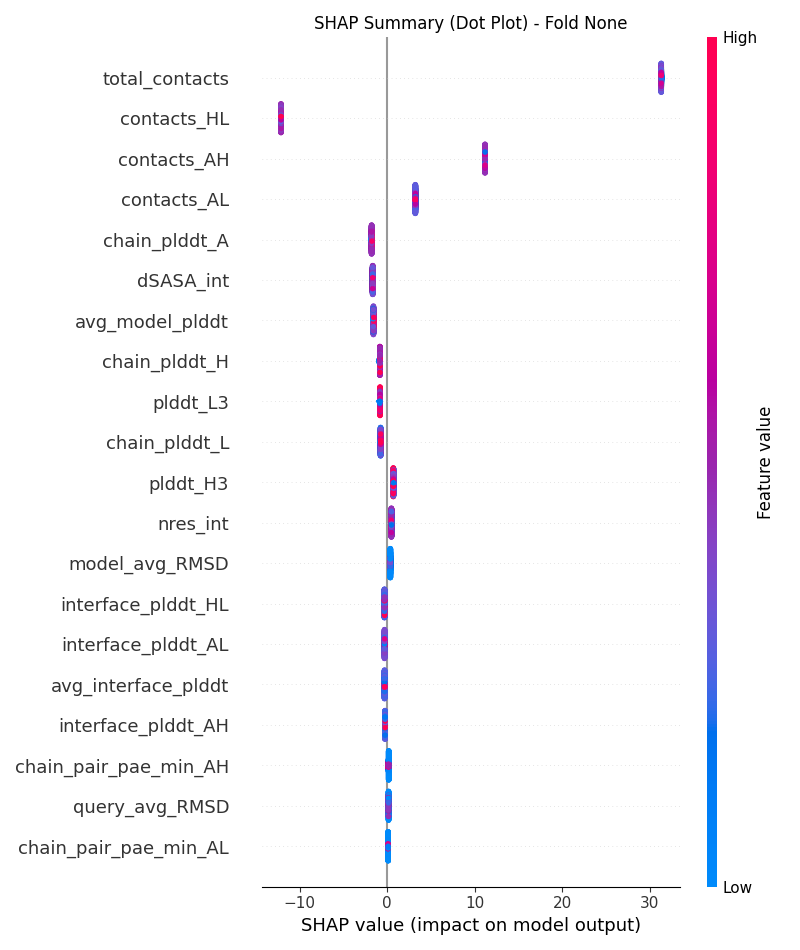 SHAP Summary (Dot Plot) - Fold None
High
total_contacts
contacts_HL
contacts_AH
contacts_AL
chain_plddt_A
dSASA_int
avg_model_plddt
chain_plddt_H
plddt_L3
chain_plddt_L
plddt_H3
nres_int
model_avg_RMSD
interface_plddt_HL
interface_plddt_AL
avg_interface_plddt
interface_plddt_AH
chain_pair_pae_min_AH
query_avg_RMSD
chain_pair_pae_min_AL
Feature value
Low
−10 0 10 20 30
SHAP value (impact on model output)